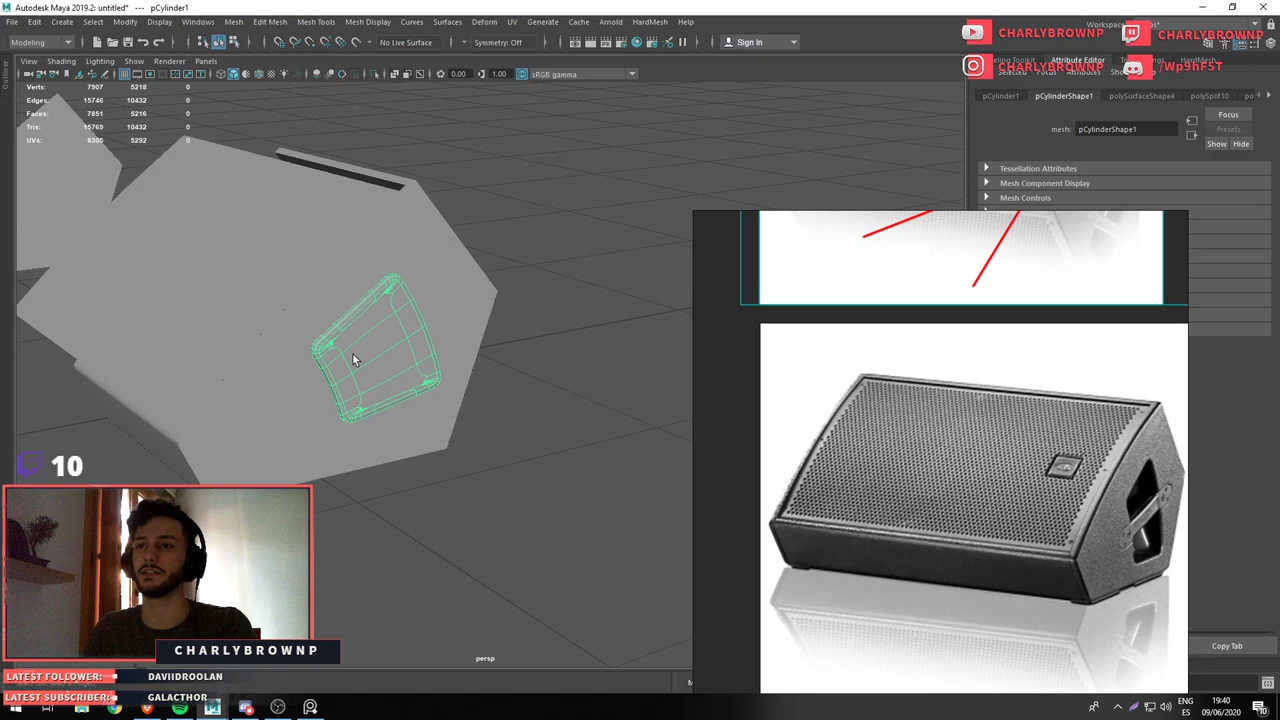 Autodesk Maya 2019.2: untitled* --- pCylinder1
File Edit Create Select Modify Display Windows Mesh Edit Mesh Mesh Tools Mesh Display Curves Surfaces Deform UV Generate Cache Arnold HardMesh Help
Modeling
No Live Surface
Symmetry: Off
Sign In
CHARLYBROWNP
CHARLYBROWNP
CHARLYBROWNP
/Wp9hF5T
View Shading Lighting Show Renderer Panels
0.00
1.00
sRGB gamma
Attribute Editor
Outliner
Verts: 7907 5218 0
Edges: 15746 10432 0
Faces: 7851 5216 0
Tris: 15769 10432 0
UVs: 8305 5292 0
pCylinder1 pCylinderShape1 polySurfaceShape4 polySplit10
mesh: pCylinderShape1
Focus
Presets
Show Hide
Tessellation Attributes
Mesh Component Display
Mesh Controls
10
CHARLYBROWNP
persp
Copy Tab
LATEST FOLLOWER: DAVIIDROOLAN
LATEST SUBSCRIBER: GALACTHOR
ENG
ES
19:40
09/06/2020